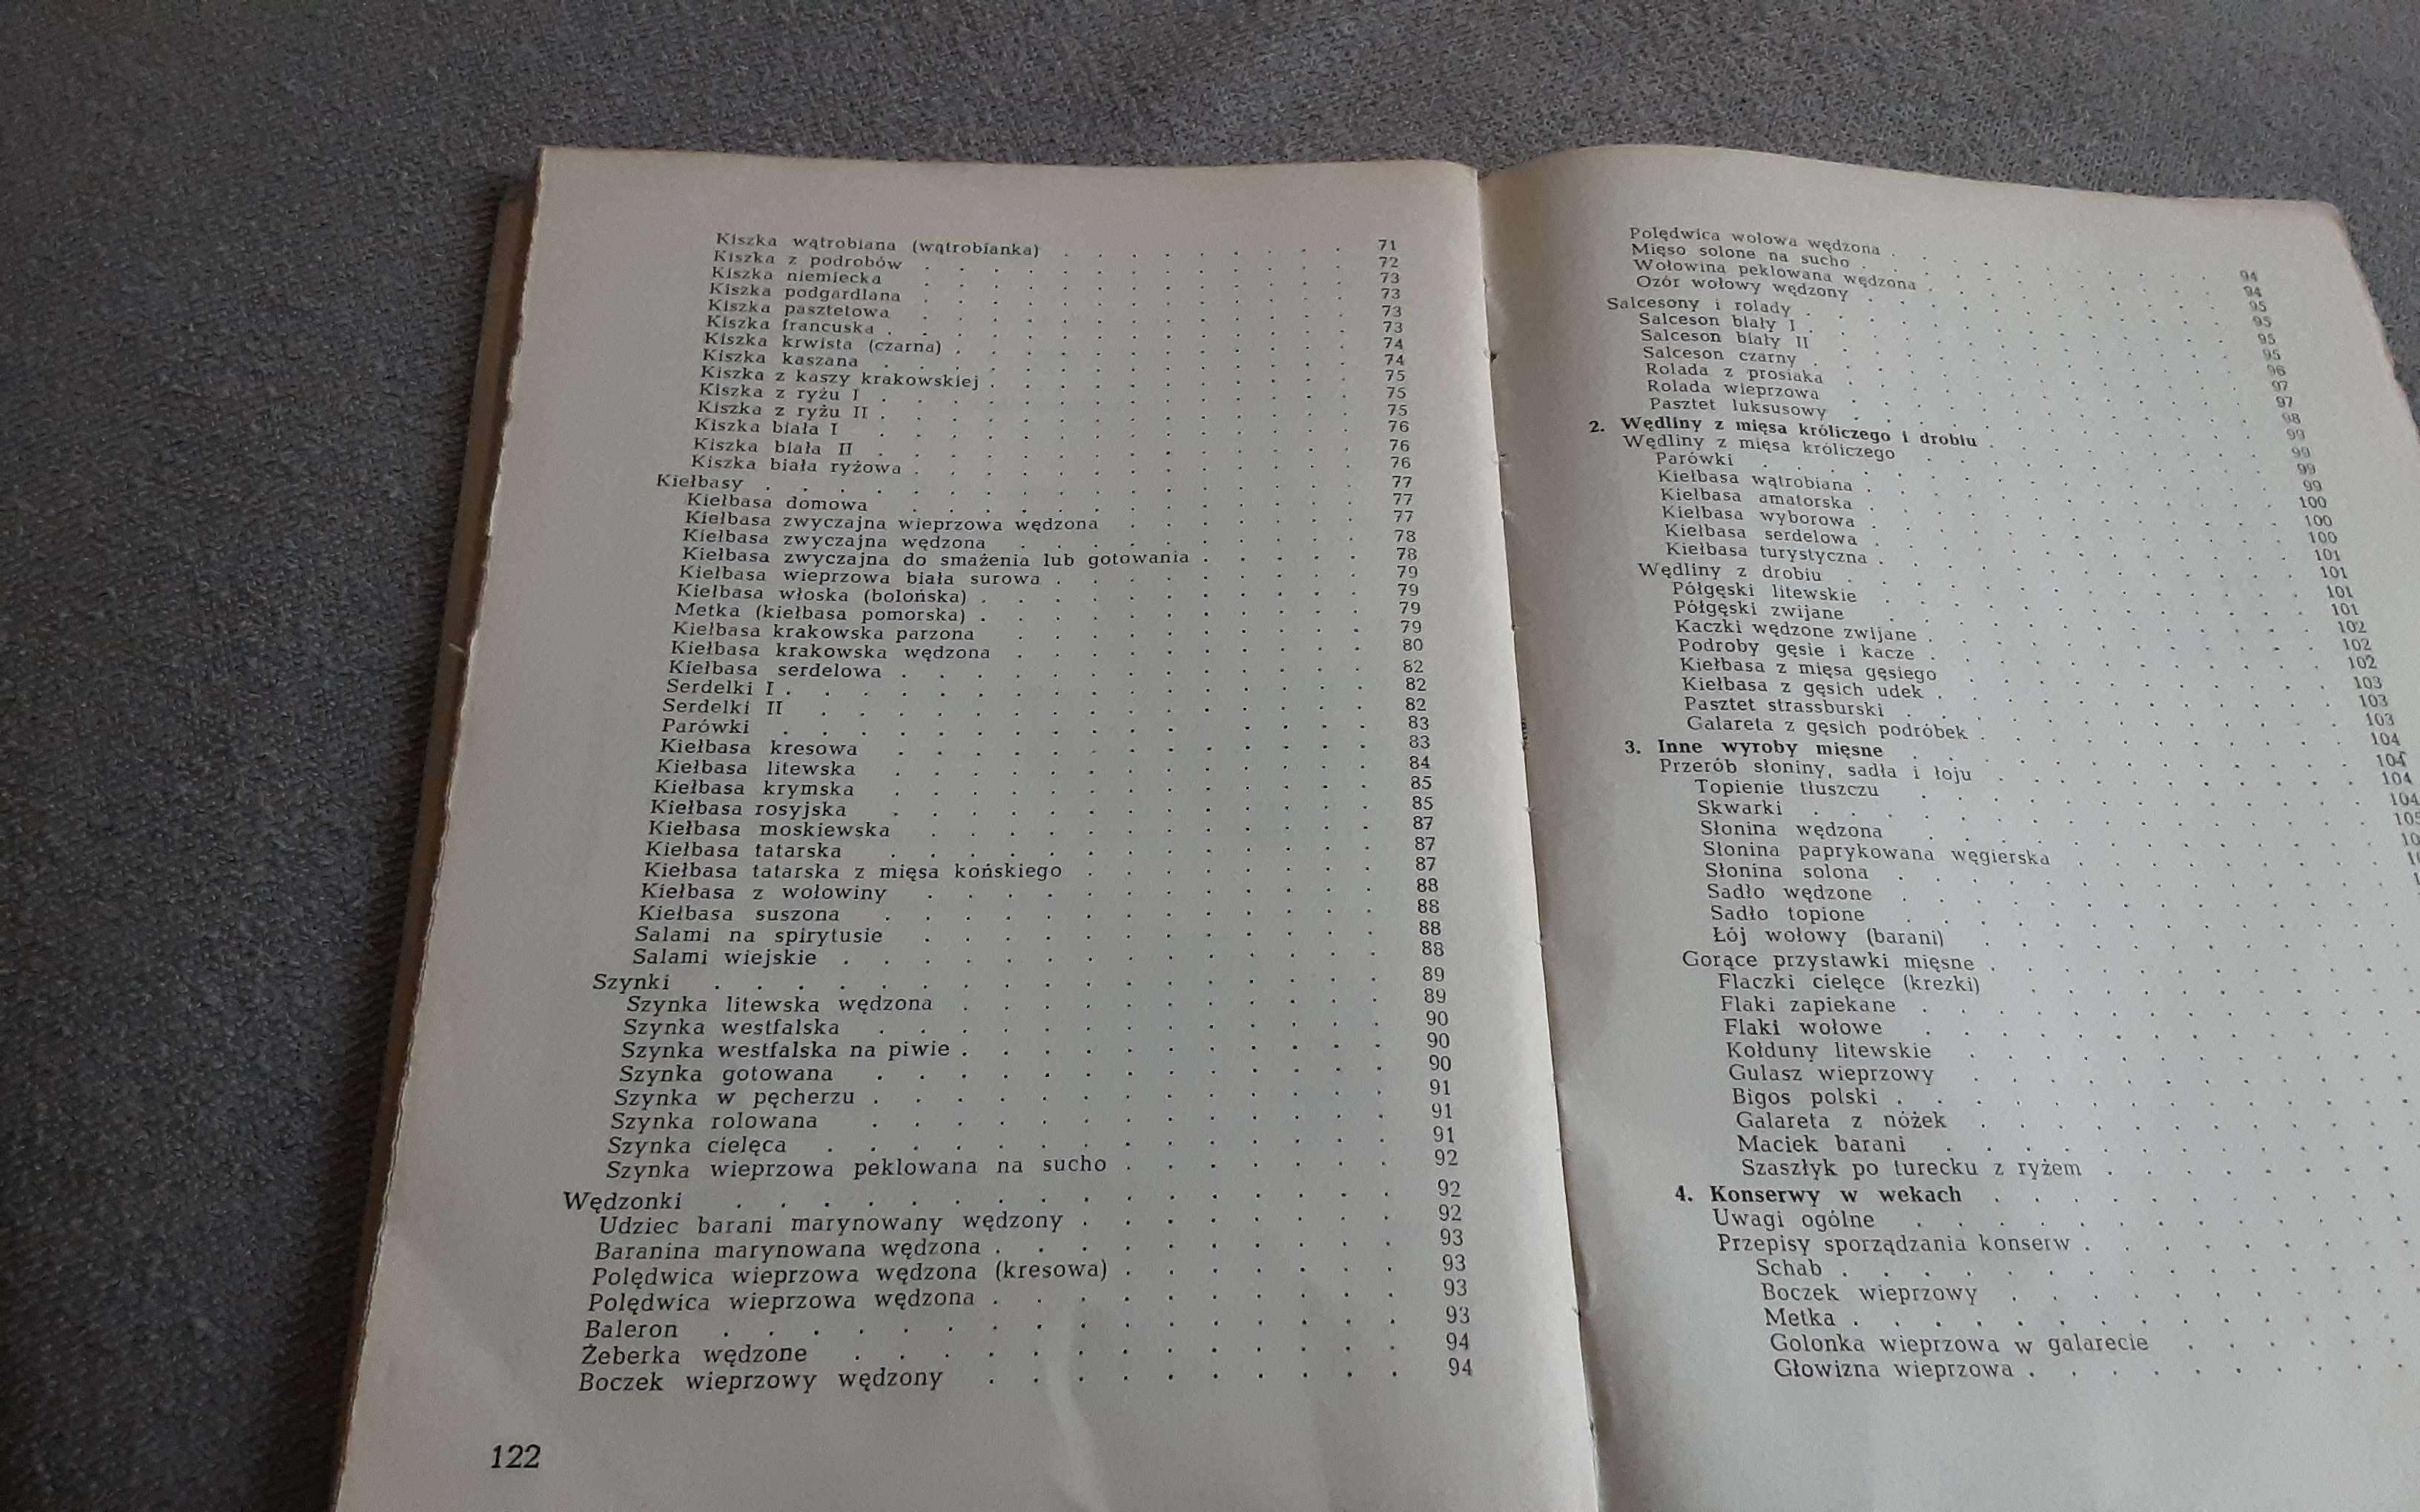 Kiszka wątrobiana (wątrobianka) . . . . . . . 71
Kiszka z podrobów . . . . . . . . . 72
Kiszka niemiecka . . . . . . . . . 73
Kiszka podgardlana . . . . . . . . . 73
Kiszka pasztetowa . . . . . . . . . 73
Kiszka francuska . . . . . . . . . . 73
Kiszka krwista (czarna) . . . . . . . . . 74
Kiszka kaszana . . . . . . . . . . 74
Kiszka z kaszy krakowskiej . . . . . . . . 75
Kiszka z ryżu I . . . . . . . . . . 75
Kiszka z ryżu II . . . . . . . . . . 75
Kiszka biała I . . . . . . . . . . 76
Kiszka biała II . . . . . . . . . . 76
Kiszka biała ryżowa . . . . . . . . . . 76
Kiełbasy . . . . . . . . . . . . 77
Kiełbasa domowa . . . . . . . . . . 77
Kiełbasa zwyczajna wieprzowa wędzona . . . . . 77
Kiełbasa zwyczajna wędzona . . . . . . . . 78
Kiełbasa zwyczajna do smażenia lub gotowania . . . . . 78
Kiełbasa wieprzowa biała surowa . . . . . . . 79
Kiełbasa włoska (bolońska) . . . . . . . . . 79
Metka (kiełbasa pomorska) . . . . . . . . . 79
Kiełbasa krakowska parzona . . . . . . . . 79
Kiełbasa krakowska wędzona . . . . . . . . 80
Kiełbasa serdelowa . . . . . . . . . . . 82
Serdelki I . . . . . . . . . . . . . 82
Serdelki II . . . . . . . . . . . . 82
Parówki . . . . . . . . . . . . 83
Kiełbasa kresowa . . . . . . . . . . 83
Kiełbasa litewska . . . . . . . . . . 84
Kiełbasa krymska . . . . . . . . . . 85
Kiełbasa rosyjska . . . . . . . . . . 85
Kiełbasa moskiewska . . . . . . . . . 87
Kiełbasa tatarska . . . . . . . . . . 87
Kiełbasa tatarska z mięsa końskiego . . . . . . 87
Kiełbasa z wołowiny . . . . . . . . . 88
Kiełbasa suszona . . . . . . . . . . 88
Salami na spirytusie . . . . . . . . . 88
Salami wiejskie . . . . . . . . . . . 88
Szynki . . . . . . . . . . . . . 89
Szynka litewska wędzona . . . . . . . . 89
Szynka westfalska . . . . . . . . . . 90
Szynka westfalska na piwie . . . . . . . . . 90
Szynka gotowana . . . . . . . . . . 90
Szynka w pęcherzu . . . . . . . . . . . 91
Szynka rolowana . . . . . . . . . . 91
Szynka cielęca . . . . . . . . . . . 91
Szynka wieprzowa peklowana na sucho . . . . . . 92
Wędzonki . . . . . . . . . . . . 92
Udziec barani marynowany wędzony . . . . . . . 92
Baranina marynowana wędzona . . . . . . . . . 93
Polędwica wieprzowa wędzona (kresowa) . . . . . . 93
Polędwica wieprzowa wędzona . . . . . . . . . 93
Baleron . . . . . . . . . . . . 93
Żeberka wędzone . . . . . . . . . . 94
Boczek wieprzowy wędzony . . . . . . . . . 94
122
Polędwica wołowa wędzona . . . . . . . 94
Mięso solone na sucho . . . . . . . . 94
Wołowina peklowana wędzona . . . . . . . 95
Ozór wołowy wędzony . . . . . . . . 95
Salcesony i rolady . . . . . . . . . 95
Salceson biały I . . . . . . . . . 95
Salceson biały II . . . . . . . . . 96
Salceson czarny . . . . . . . . . 97
Rolada z prosiaka . . . . . . . . . 97
Rolada wieprzowa . . . . . . . . . 98
Pasztet luksusowy . . . . . . . . . 99
2. Wędliny z mięsa króliczego i drobiu . . . . . . 99
Wędliny z mięsa króliczego . . . . . . . 99
Parówki . . . . . . . . . . 99
Kiełbasa wątrobiana . . . . . . . . . 100
Kiełbasa amatorska . . . . . . . . . 100
Kiełbasa wyborowa . . . . . . . . . 100
Kiełbasa serdelowa . . . . . . . . . 101
Kiełbasa turystyczna . . . . . . . . . 101
Wędliny z drobiu . . . . . . . . . 101
Półgęski litewskie . . . . . . . . . 101
Półgęski zwijane . . . . . . . . . 102
Kaczki wędzone zwijane . . . . . . . . . 102
Podroby gęsie i kacze . . . . . . . . . 102
Kiełbasa z mięsa gęsiego . . . . . . . . 103
Kiełbasa z gęsich udek . . . . . . . . . 103
Pasztet strassburski . . . . . . . . . 103
Galareta z gęsich podróbek . . . . . . . . 104
3. Inne wyroby mięsne . . . . . . . . . 104
Przerób słoniny, sadła i łoju . . . . . . . . 104
Topienie tłuszczu . . . . . . . . . 104
Skwarki . . . . . . . . . .
Słonina wędzona . . . . . . . . .
Słonina paprykowana węgierska . . . . . .
Słonina solona . . . . . . . . .
Sadło wędzone . . . . . . . . .
Sadło topione . . . . . . . . .
Łój wołowy (barani) . . . . . . . .
Gorące przystawki mięsne . . . . . . . .
Flaczki cielęce (krezki) . . . . . . .
Flaki zapiekane . . . . . . . . .
Flaki wołowe . . . . . . . . .
Kołduny litewskie . . . . . . . .
Gulasz wieprzowy . . . . . . . .
Bigos polski . . . . . . . . . .
Galareta z nóżek . . . . . . . .
Maciek barani . . . . . . . . .
Szaszłyk po turecku z ryżem . . . . . .
4. Konserwy w wekach . . . . . . . .
Uwagi ogólne . . . . . . . . .
Przepisy sporządzania konserw . . . . . . .
Schab . . . . . . . . . .
Boczek wieprzowy . . . . . . . .
Metka . . . . . . . . . .
Golonka wieprzowa w galarecie . . . .
Głowizna wieprzowa . . . . . . . .